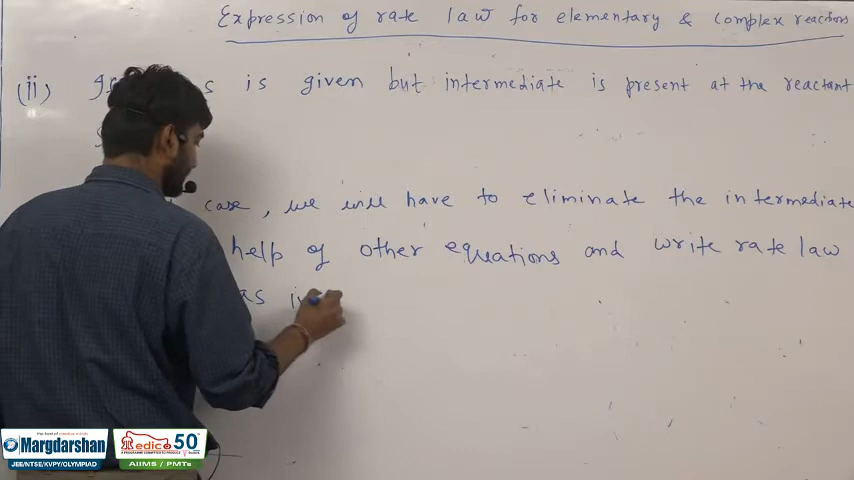 Expression of rate law for elementary & complex reactions
(ii) is given but intermediate is present at the reactant
case, we will have to eliminate the intermediate
help of other equations and write rate law
as
Margdarshan
JEE/NTSE/KVPY/OLYMPIAD
Medico 50
AIIMS / PMTs